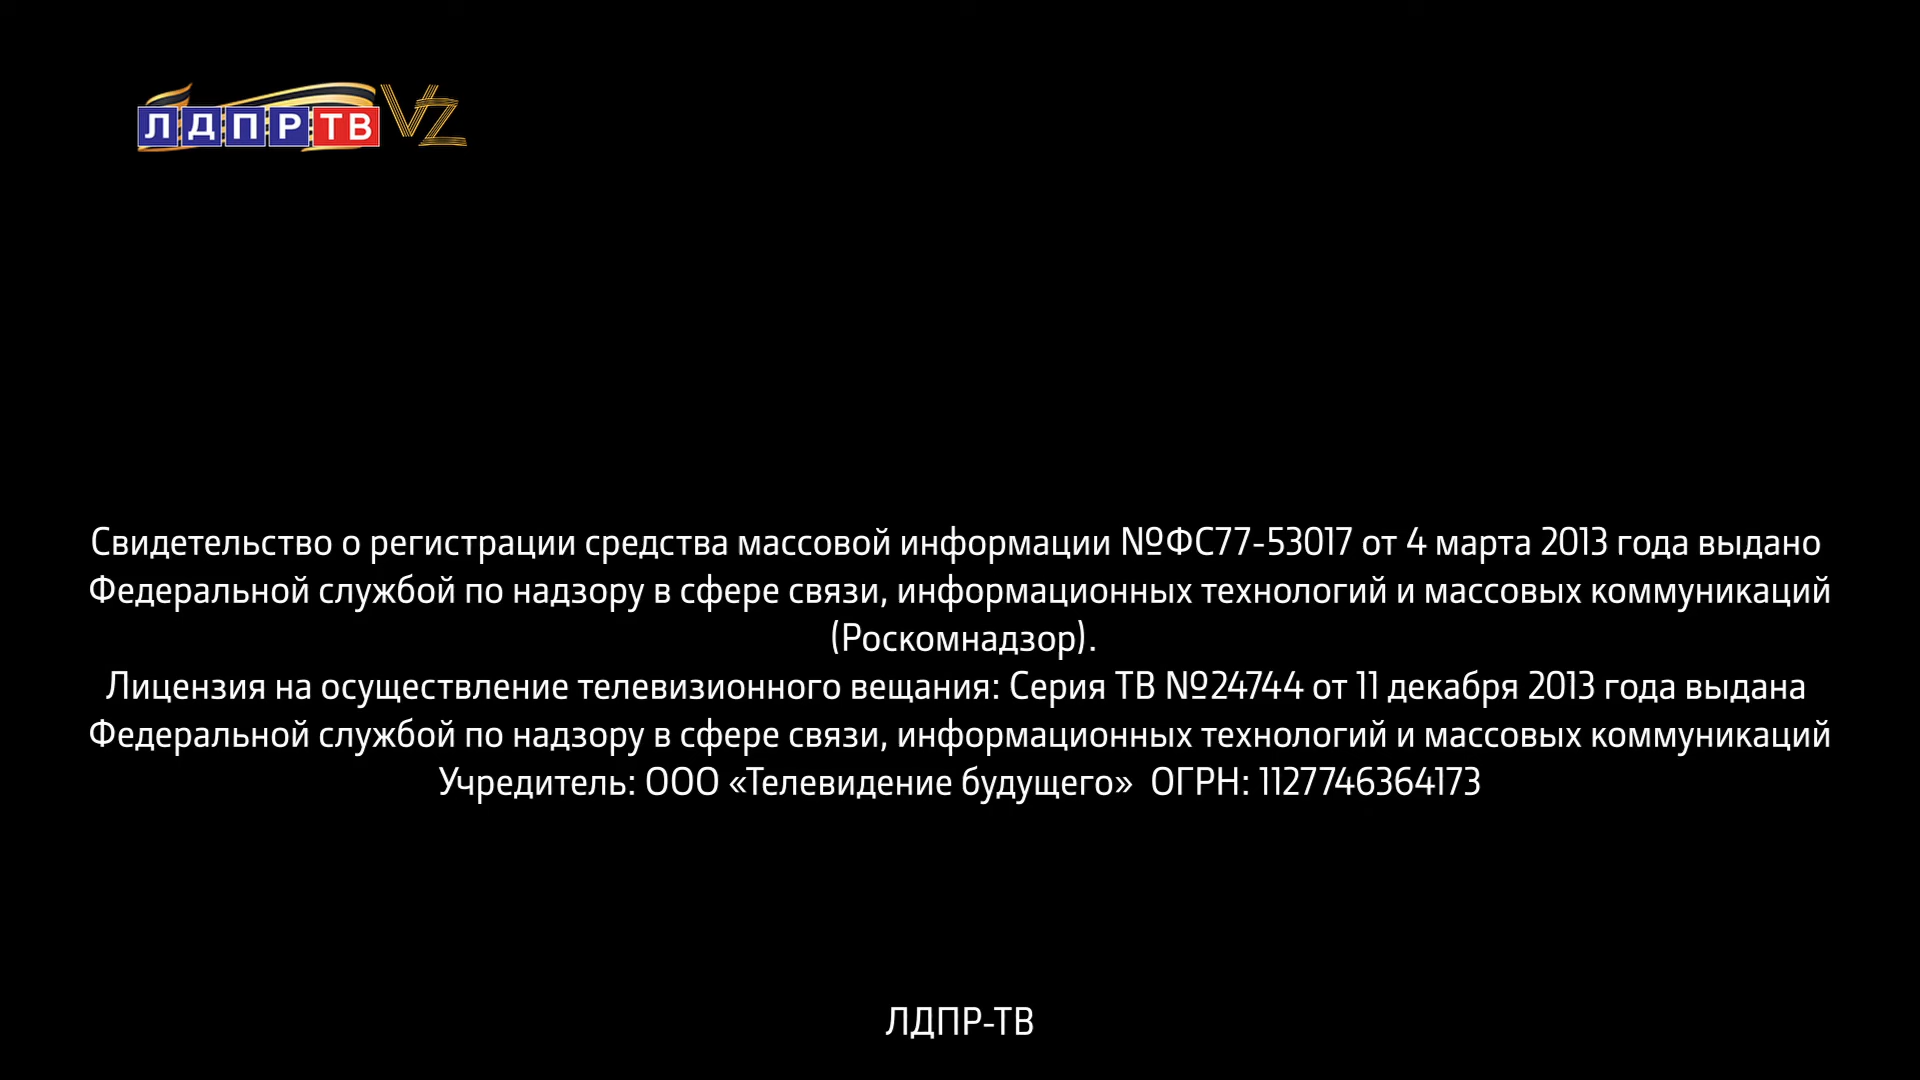 ЛДПР ТВ VZ
Свидетельство о регистрации средства массовой информации №ФС77-53017 от 4 марта 2013 года выдано
Федеральной службой по надзору в сфере связи, информационных технологий и массовых коммуникаций
(Роскомнадзор).
Лицензия на осуществление телевизионного вещания: Серия ТВ №24744 от 11 декабря 2013 года выдана
Федеральной службой по надзору в сфере связи, информационных технологий и массовых коммуникаций
Учредитель: ООО «Телевидение будущего»  ОГРН: 1127746364173
ЛДПР-ТВ